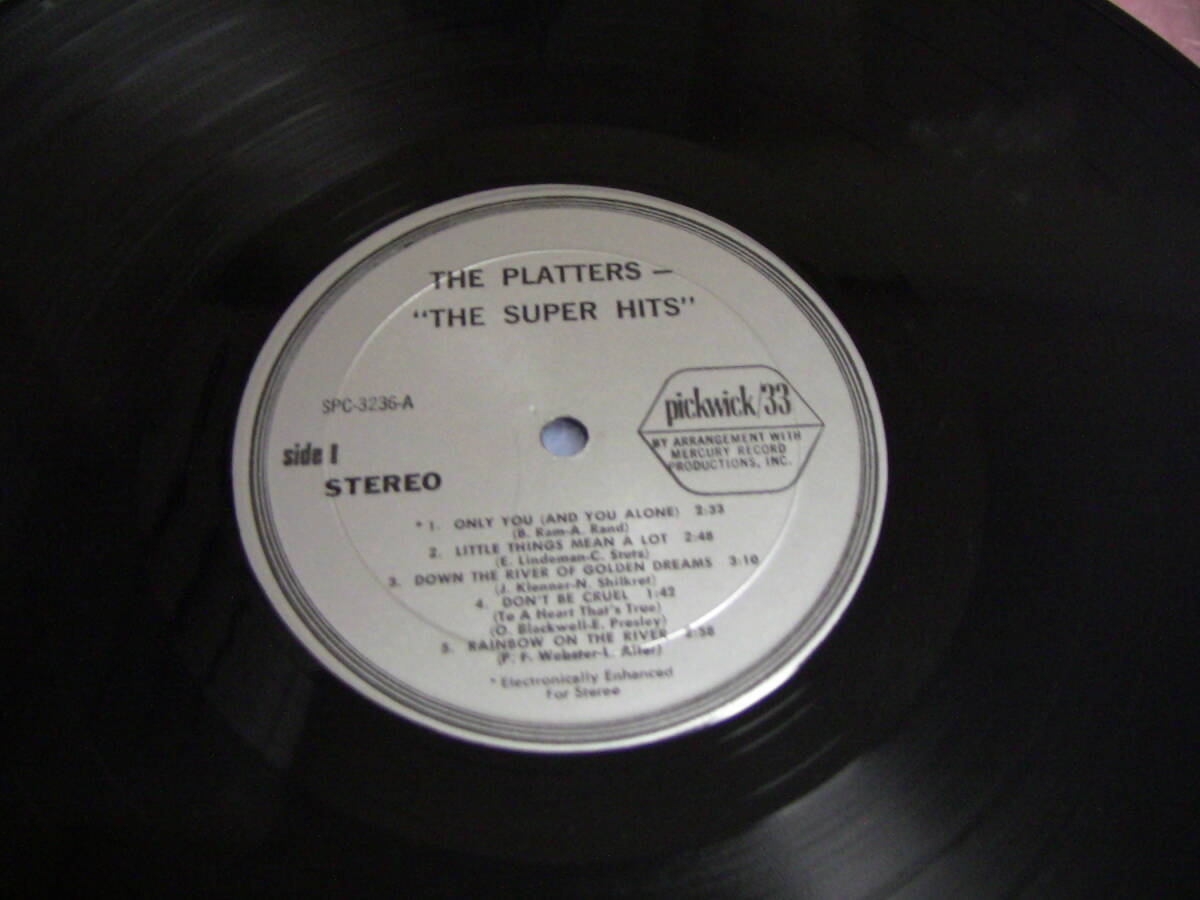 THE PLATTERS —
"THE SUPER HITS"
SPC-3236-A
side 1
STEREO
pickwick/33
BY ARRANGEMENT WITH
MERCURY RECORD
PRODUCTIONS, INC.
* 1. ONLY YOU (AND YOU ALONE) 2:33
(B. Ram-A. Rand)
2. LITTLE THINGS MEAN A LOT 2:48
(E. Lindeman-C. Stutz)
3. DOWN THE RIVER OF GOLDEN DREAMS 3:10
(J. Klenner-N. Shilkret)
4. DON'T BE CRUEL 1:42
(To A Heart That's True)
(O. Blackwell-E. Presley)
5. RAINBOW ON THE RIVER 2:58
(P. F. Webster-L. Alter)
* Electronically Enhanced
For Stereo